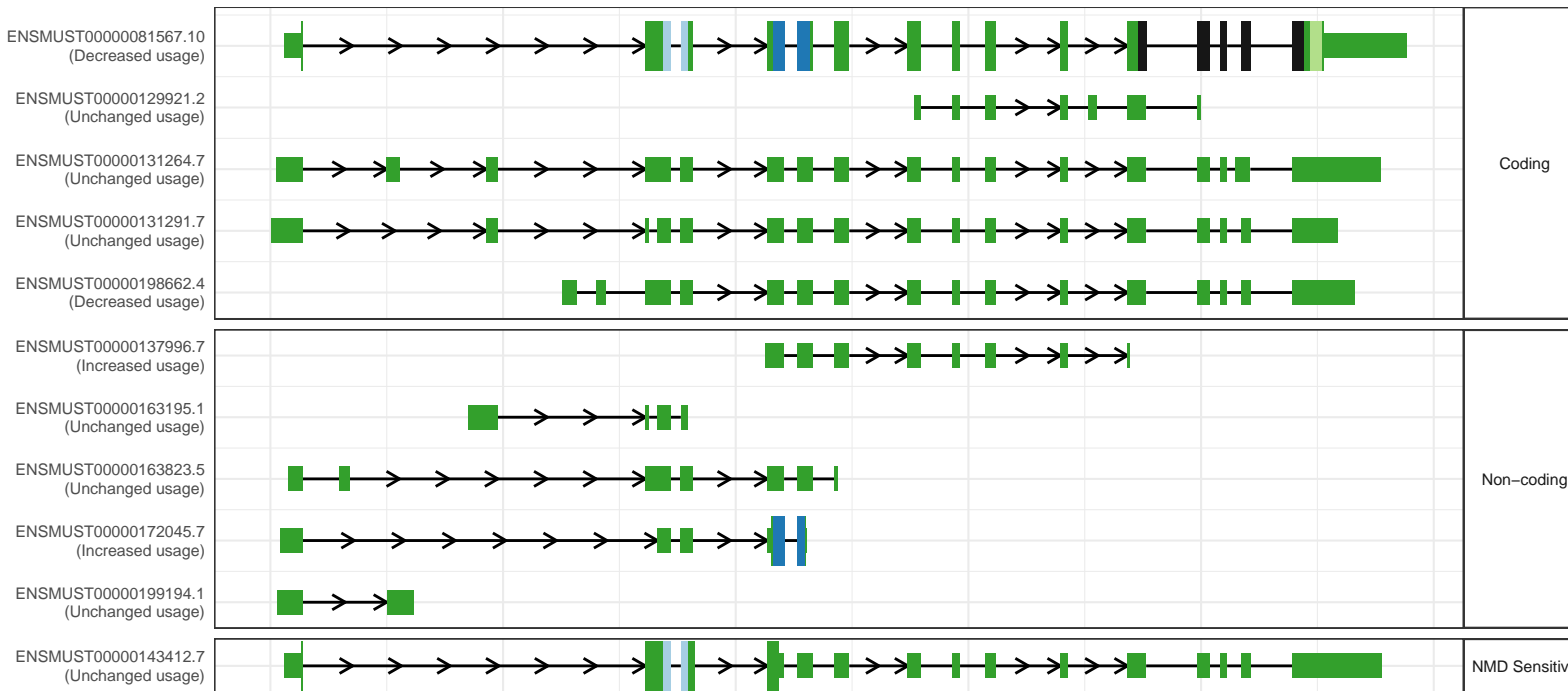 ENSMUST00000081567.10
(Decreased usage)
ENSMUST00000129921.2
(Unchanged usage)
ENSMUST00000131264.7
(Unchanged usage)
Coding
ENSMUST00000131291.7
(Unchanged usage)
ENSMUST00000198662.4
(Decreased usage)
ENSMUST00000137996.7
(Increased usage)
ENSMUST00000163195.1
(Unchanged usage)
ENSMUST00000163823.5
(Unchanged usage)
Non−coding
ENSMUST00000172045.7
(Increased usage)
ENSMUST00000199194.1
(Unchanged usage)
ENSMUST00000143412.7
(Unchanged usage)
NMD Sensitiv